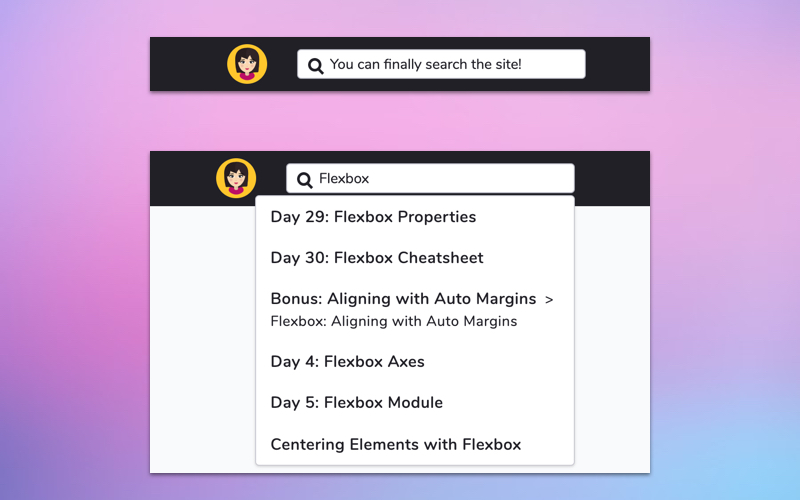 You can finally search the site!
Flexbox
Day 29: Flexbox Properties
Day 30: Flexbox Cheatsheet
Bonus: Aligning with Auto Margins >
Flexbox: Aligning with Auto Margins
Day 4: Flexbox Axes
Day 5: Flexbox Module
Centering Elements with Flexbox